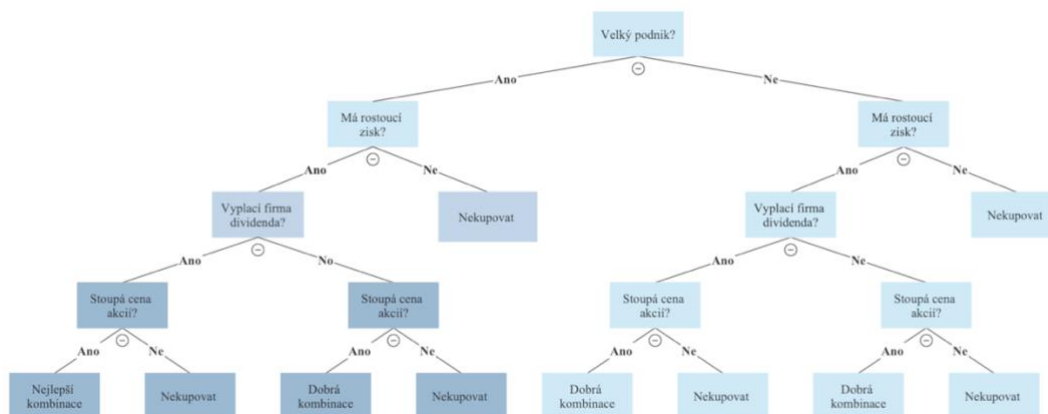 Velký podnik?
Ano
Ne
Má rostoucí
zisk?
Má rostoucí
zisk?
Ano
Ne
Ano
Ne
Vyplací firma
dividenda?
Nekupovat
Vyplací firma
dividenda?
Nekupovat
Ano
No
Ano
Ne
Stoupá cena
akcií?
Stoupá cena
akcií?
Stoupá cena
akcií?
Stoupá cena
akcií?
Ano
Ne
Ano
Ne
Ano
Ne
Ano
Ne
Nejlepší
kombinace
Nekupovat
Dobrá
kombinace
Nekupovat
Dobrá
kombinace
Nekupovat
Dobrá
kombinace
Nekupovat